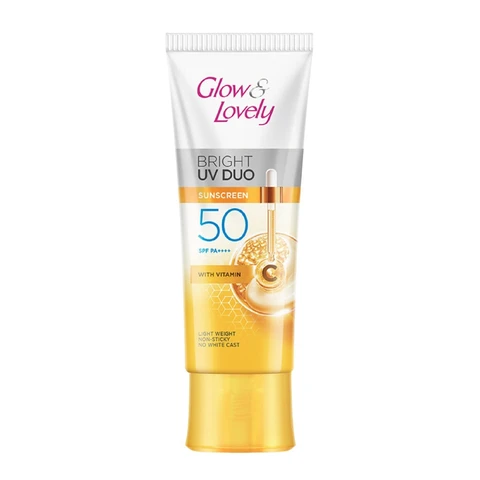 Glow &
Lovely
BRIGHT
UV DUO
SUNSCREEN
50
SPF PA++++
WITH VITAMIN
C
LIGHT WEIGHT
NON-STICKY
NO WHITE CAST